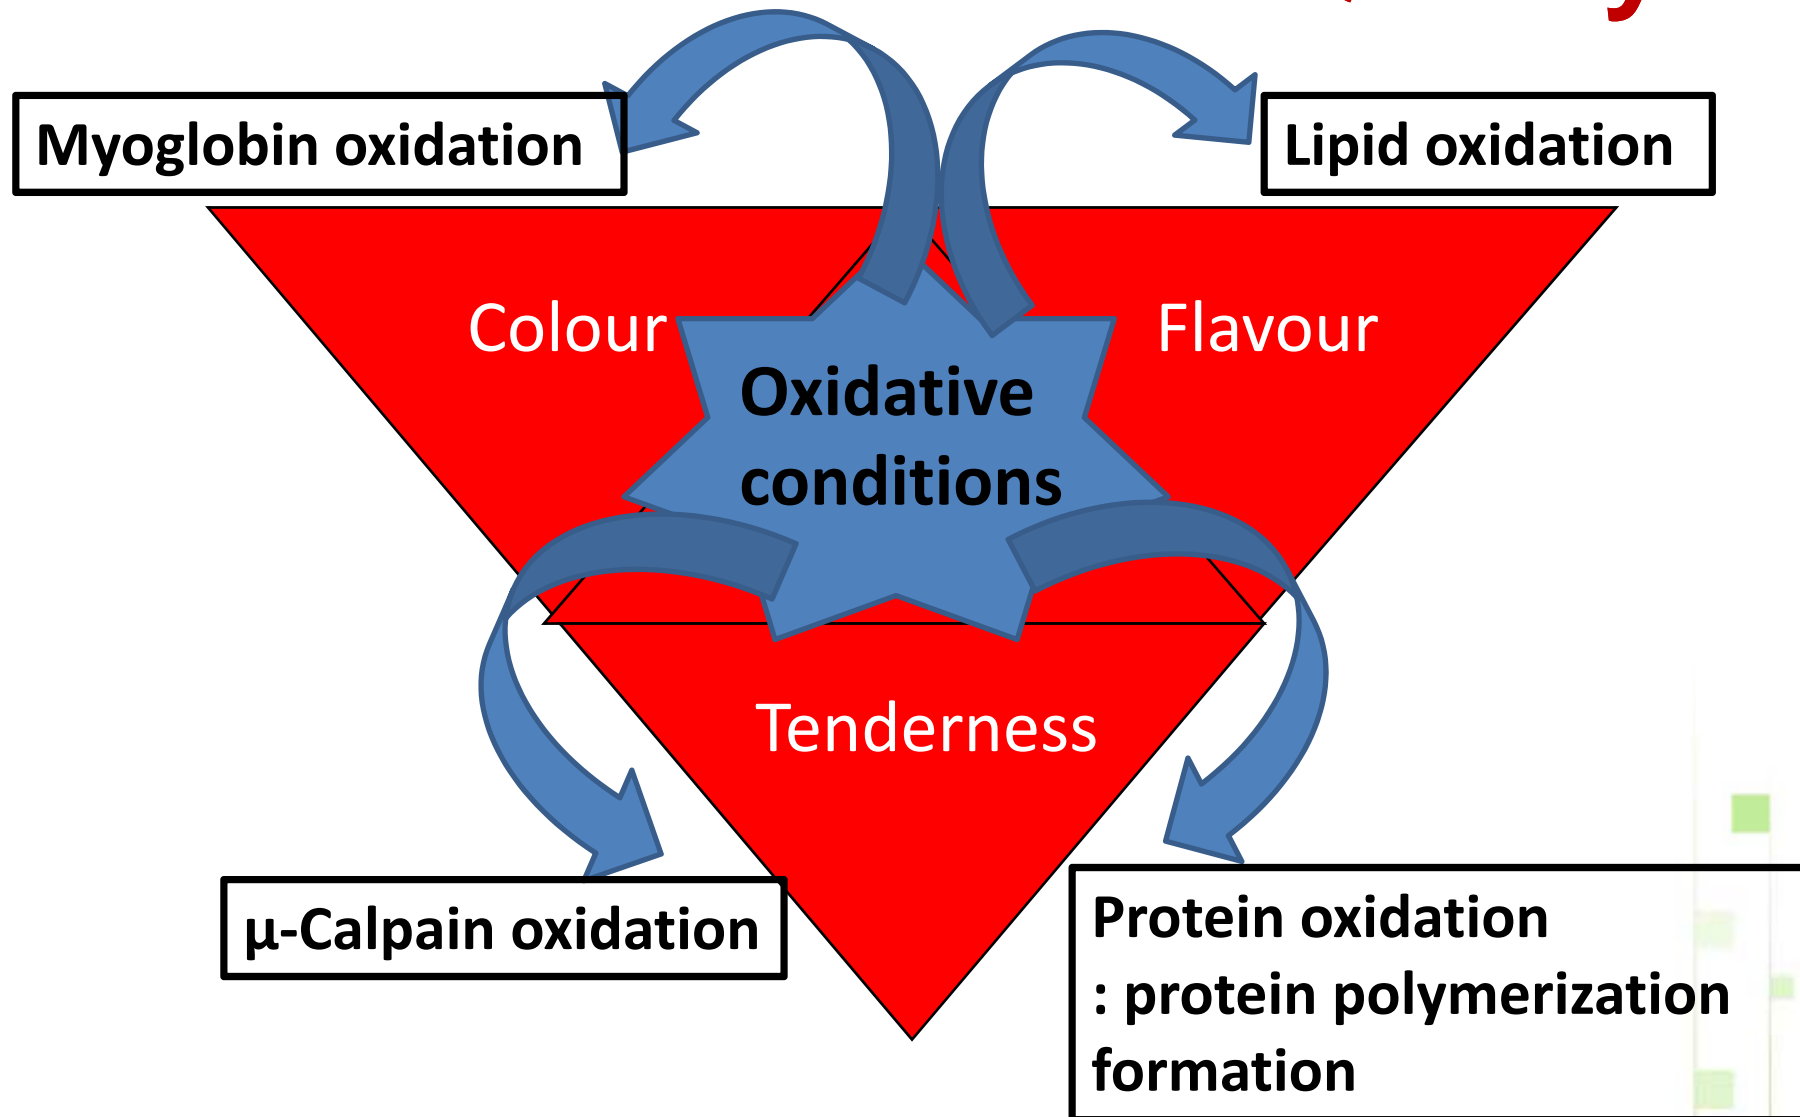 Myoglobin oxidation
Lipid oxidation
Colour
Flavour
Oxidative
conditions
Tenderness
µ-Calpain oxidation
Protein oxidation
: protein polymerization
formation